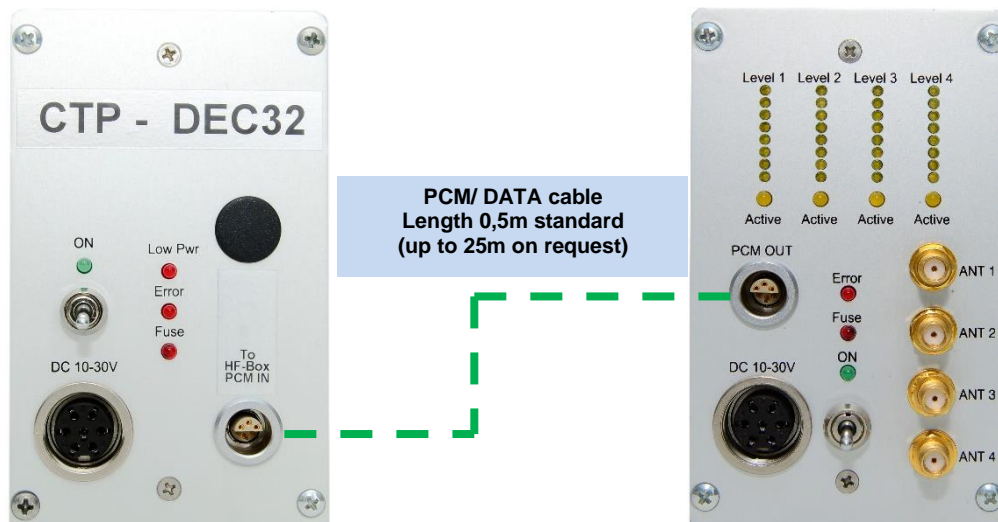 CTP - DEC32
ON
Low Pwr
Error
Fuse
DC 10-30V
To
HF-Box
PCM IN
PCM/ DATA cable
Length 0,5m standard
(up to 25m on request)
Level 1 Level 2 Level 3 Level 4
Active Active Active Active
PCM OUT
Error
Fuse
ON
DC 10-30V
ANT 1
ANT 2
ANT 3
ANT 4